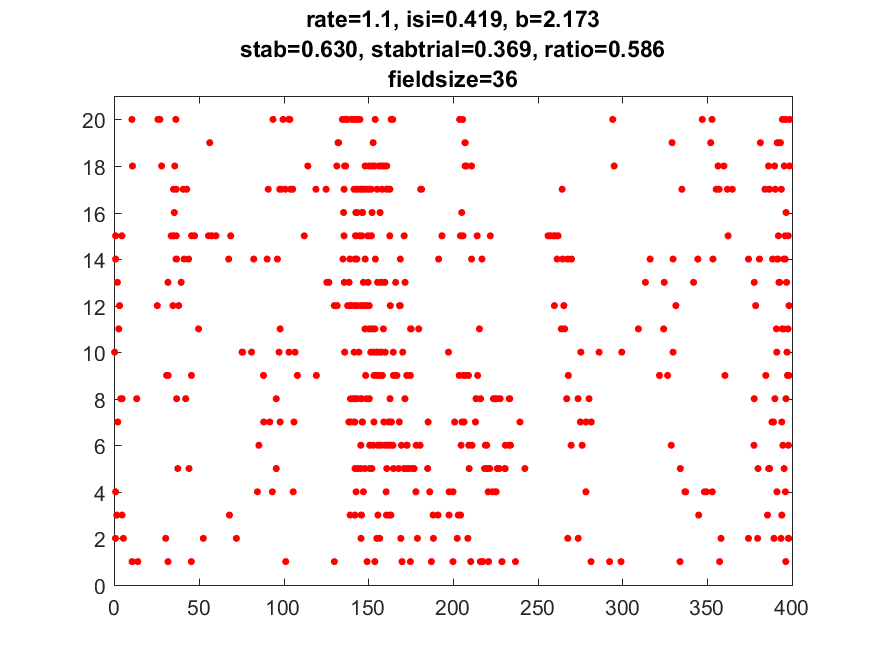 rate=1.1, isi=0.419, b=2.173
stab=0.630, stabtrial=0.369, ratio=0.586
fieldsize=36
20
18
16
14
12
10
8
6
4
2
0
0 50 100 150 200 250 300 350 400